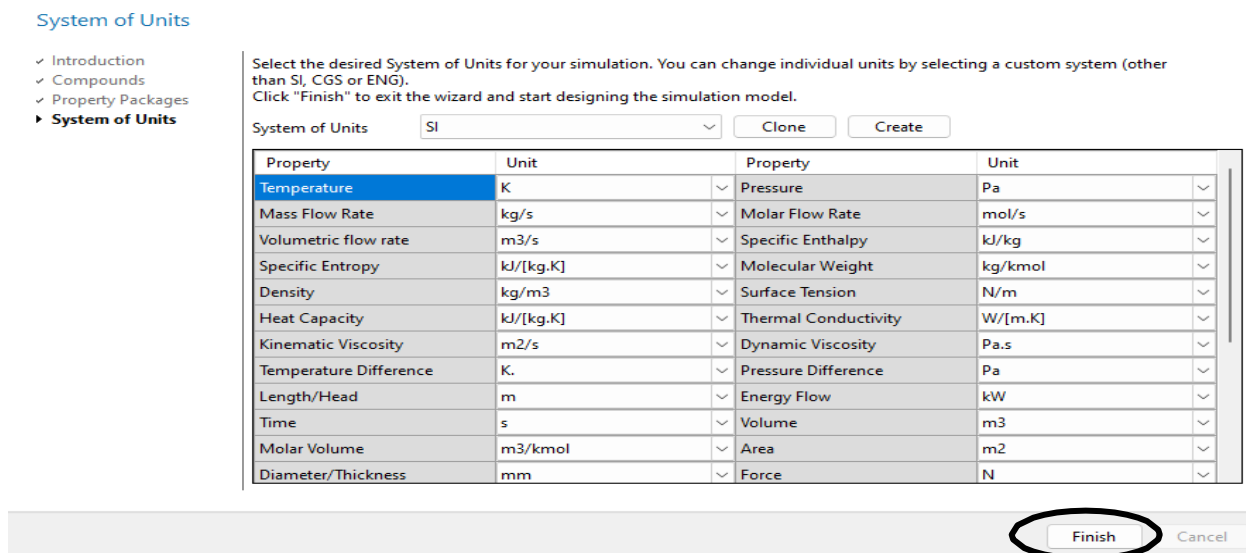 System of Units
Introduction
Compounds
Property Packages
System of Units
Select the desired System of Units for your simulation. You can change individual units by selecting a custom system (other
than SI, CGS or ENG).
Click "Finish" to exit the wizard and start designing the simulation model.
System of Units SI Clone Create
Property Unit Property Unit
Temperature K Pressure Pa
Mass Flow Rate kg/s Molar Flow Rate mol/s
Volumetric flow rate m3/s Specific Enthalpy kJ/kg
Specific Entropy kJ/[kg.K] Molecular Weight kg/kmol
Density kg/m3 Surface Tension N/m
Heat Capacity kJ/[kg.K] Thermal Conductivity W/[m.K]
Kinematic Viscosity m2/s Dynamic Viscosity Pa.s
Temperature Difference K. Pressure Difference Pa
Length/Head m Energy Flow kW
Time s Volume m3
Molar Volume m3/kmol Area m2
Diameter/Thickness mm Force N
Finish Cancel